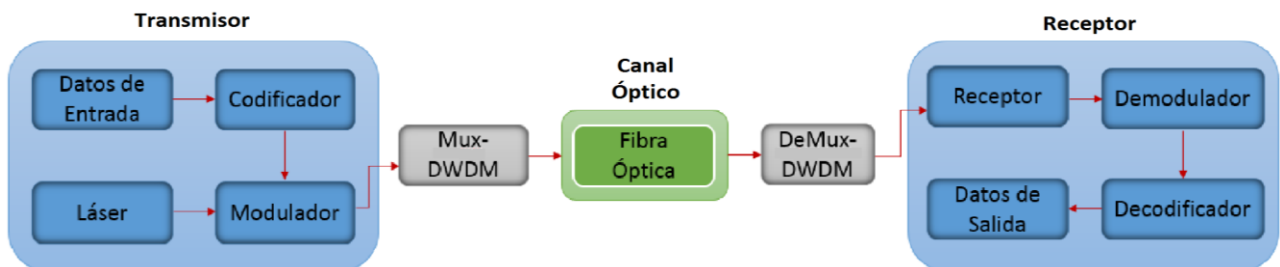 Transmisor
Datos de
Entrada
Codificador
Láser
Modulador
Mux-
DWDM
Canal
Óptico
Fibra
Óptica
DeMux-
DWDM
Receptor
Receptor
Demodulador
Datos de
Salida
Decodificador